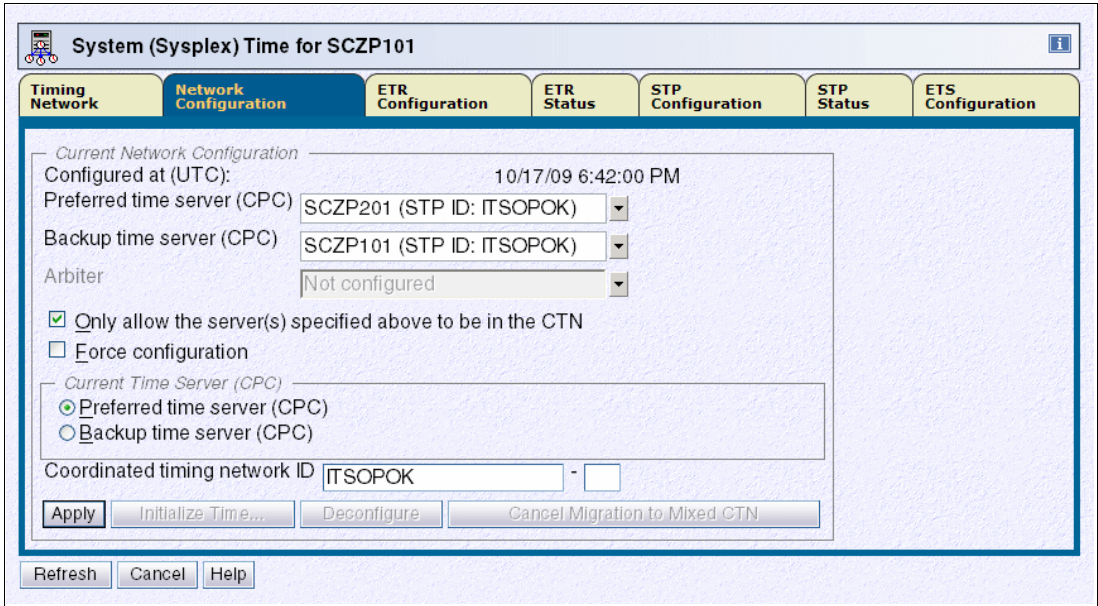 System (Sysplex) Time for SCZP101
i
Timing Network
Network Configuration
ETR Configuration
ETR Status
STP Configuration
STP Status
ETS Configuration
Current Network Configuration
Configured at (UTC): 10/17/09 6:42:00 PM
Preferred time server (CPC) SCZP201 (STP ID: ITSOPOK)
Backup time server (CPC) SCZP101 (STP ID: ITSOPOK)
Arbiter Not configured
Only allow the server(s) specified above to be in the CTN
Force configuration
Current Time Server (CPC)
Preferred time server (CPC)
Backup time server (CPC)
Coordinated timing network ID ITSOPOK -
Apply Initialize Time... Deconfigure Cancel Migration to Mixed CTN
Refresh Cancel Help